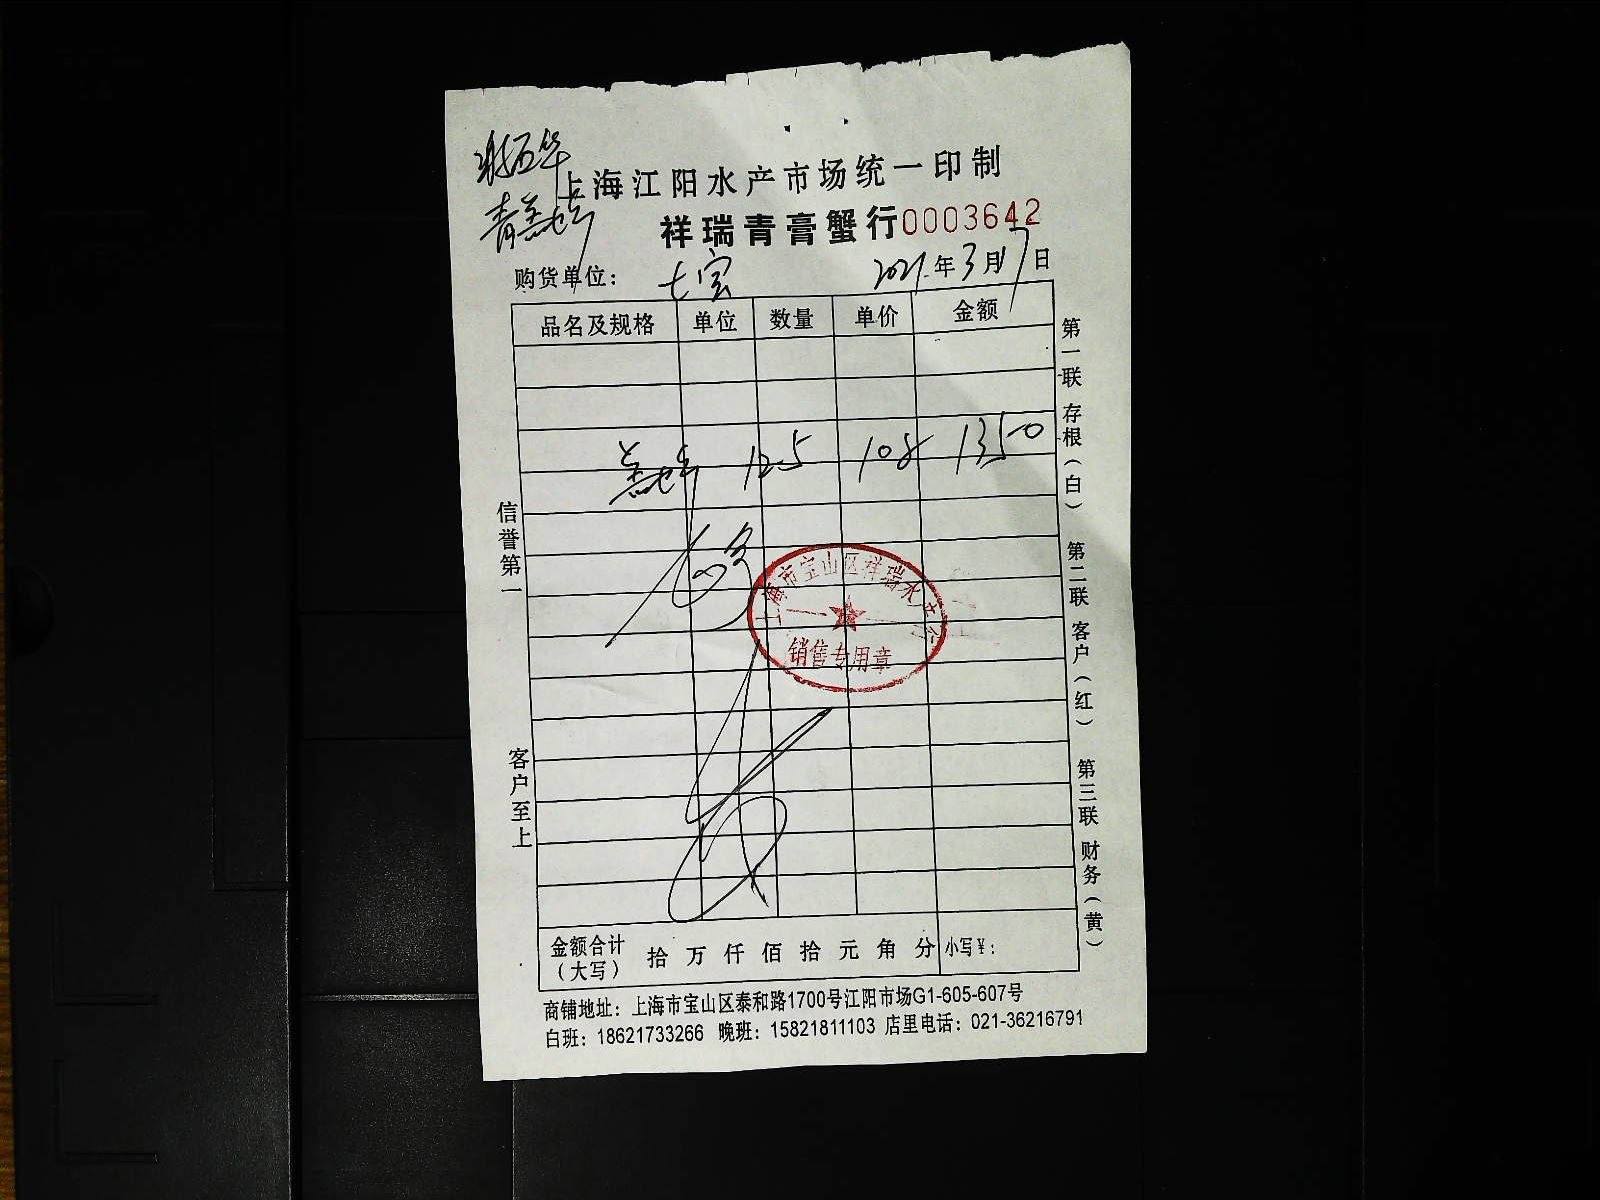 上海江阳水产市场统一印制
祥瑞青膏蟹行0003642
购货单位： 七宝 2021年3月17日
品名及规格 单位 数量 单价 金额
12.5 108 1350
上海市宝山区祥瑞水产
销售专用章
金额合计（大写） 拾 万 仟 佰 拾 元 角 分 小写¥：
商铺地址：上海市宝山区泰和路1700号江阳市场G1-605-607号
白班：18621733266 晚班：15821811103 店里电话：021-36216791
信誉第一
客户至上
第一联 存根（白）
第二联 客户（红）
第三联 财务（黄）